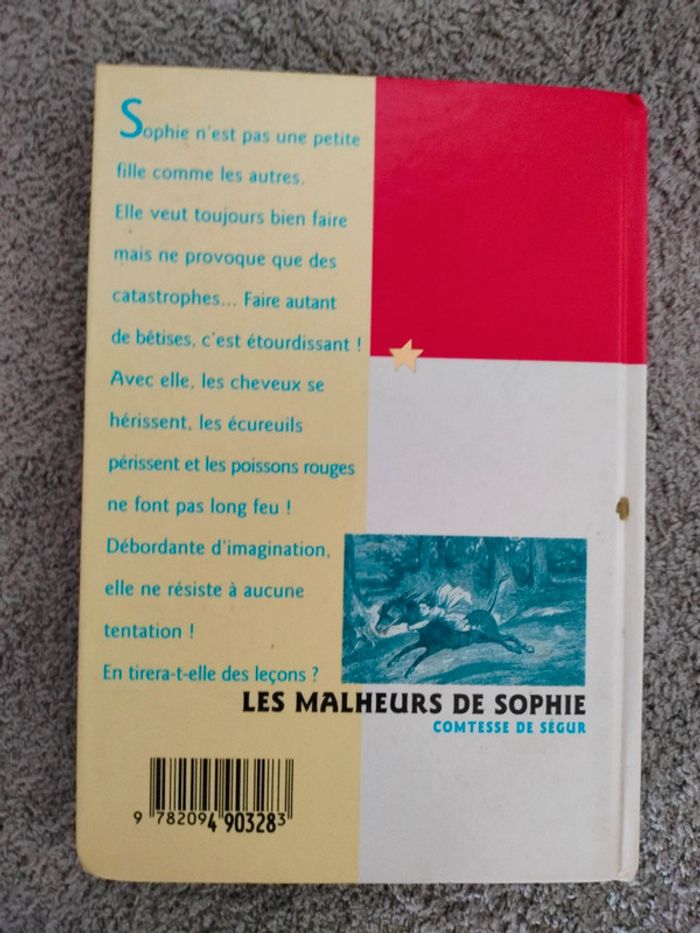 Sophie n'est pas une petite
fille comme les autres.
Elle veut toujours bien faire
mais ne provoque que des
catastrophes... Faire autant
de bêtises, c'est étourdissant !
Avec elle, les cheveux se
hérissent, les écureuils
périssent et les poissons rouges
ne font pas long feu !
Débordante d'imagination,
elle ne résiste à aucune
tentation !
En tirera-t-elle des leçons ?
LES MALHEURS DE SOPHIE
COMTESSE DE SÉGUR
9 782094 903283